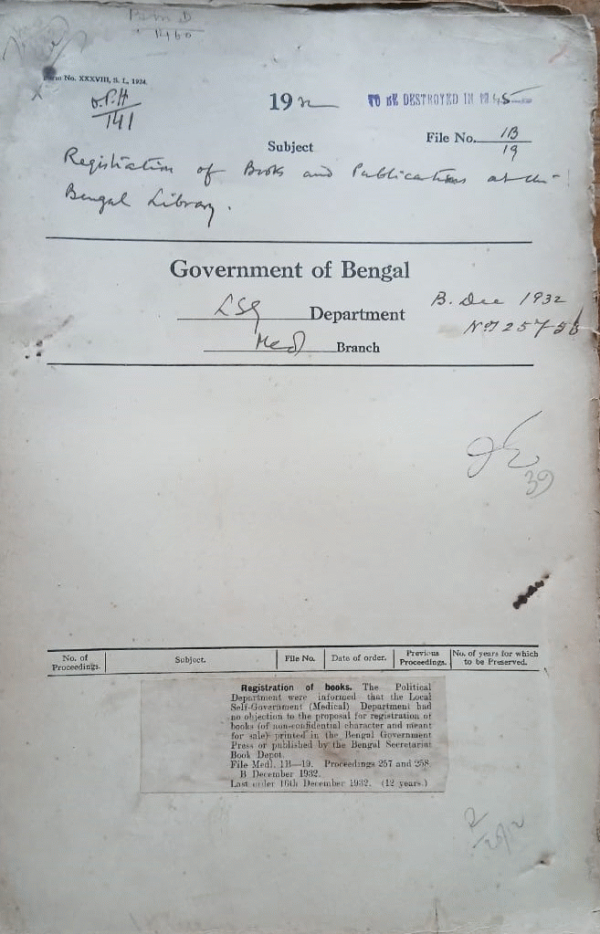 Form No. XXXVIII, S. L., 1934.
D.P.H
141
1932
TO BE DESTROYED IN 1945
File No. 1B
19
Subject
Registration of Books and Publications at the
Bengal Library.
Government of Bengal
LSG Department
Medl Branch
B. Dec 1932
Nos 257-58
39
No. of Proceedings.
Subject.
File No.
Date of order.
Previous Proceedings.
No. of years for which to be Preserved.
Registration of books. The Political
Department were informed that the Local
Self-Government (Medical) Department had
no objection to the proposal for registration of
books (of non-confidential character and meant
for sale) printed in the Bengal Government
Press or published by the Bengal Secretariat
Book Depot.
File Medl. 1B—19. Proceedings 257 and 258
B December 1932.
Last order 16th December 1932. (12 years.)